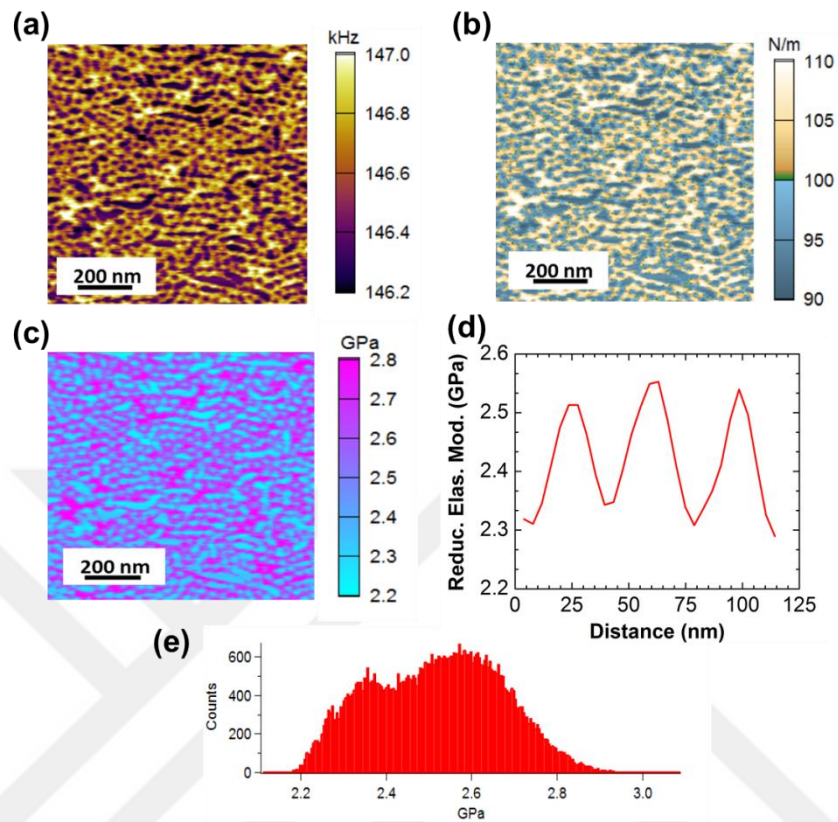 (a)
kHz
147.0
146.8
146.6
146.4
146.2
200 nm
(b)
N/m
110
105
100
95
90
200 nm
(c)
GPa
2.8
2.7
2.6
2.5
2.4
2.3
2.2
200 nm
(d)
Reduc. Elas. Mod. (GPa)
2.6
2.5
2.4
2.3
2.2
0 25 50 75 100 125
Distance (nm)
(e)
Counts
600
400
200
0
2.2 2.4 2.6 2.8 3.0
GPa